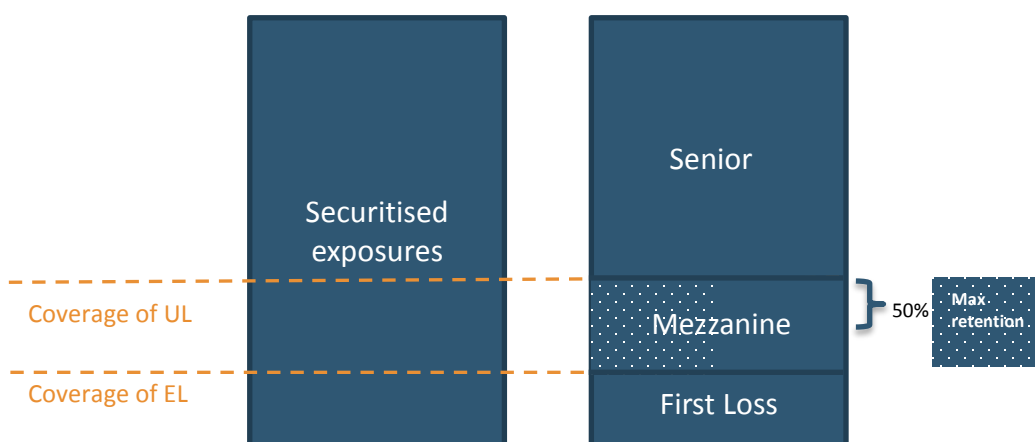 Senior
Securitised
exposures
Coverage of UL
Mezzanine
50%
Max
retention
Coverage of EL
First Loss